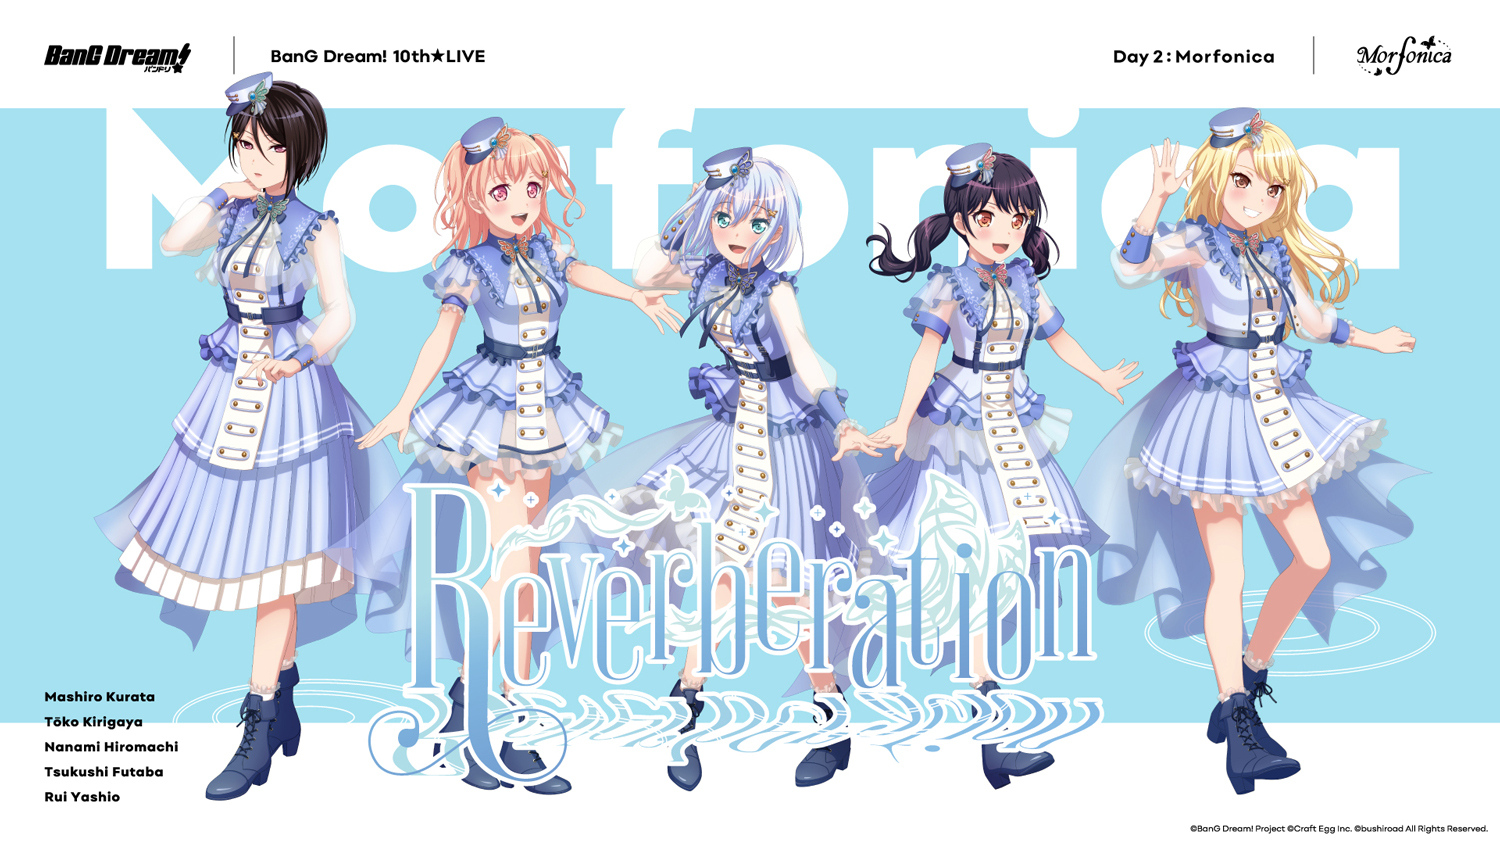 BanG Dream!
バンドリ
BanG Dream! 10th★LIVE
Day 2:Morfonica
Morfonica
Morfonica
Reverberation
Mashiro Kurata
Tōko Kirigaya
Nanami Hiromachi
Tsukushi Futaba
Rui Yashio
©BanG Dream! Project ©Craft Egg Inc. ©bushiroad All Rights Reserved.